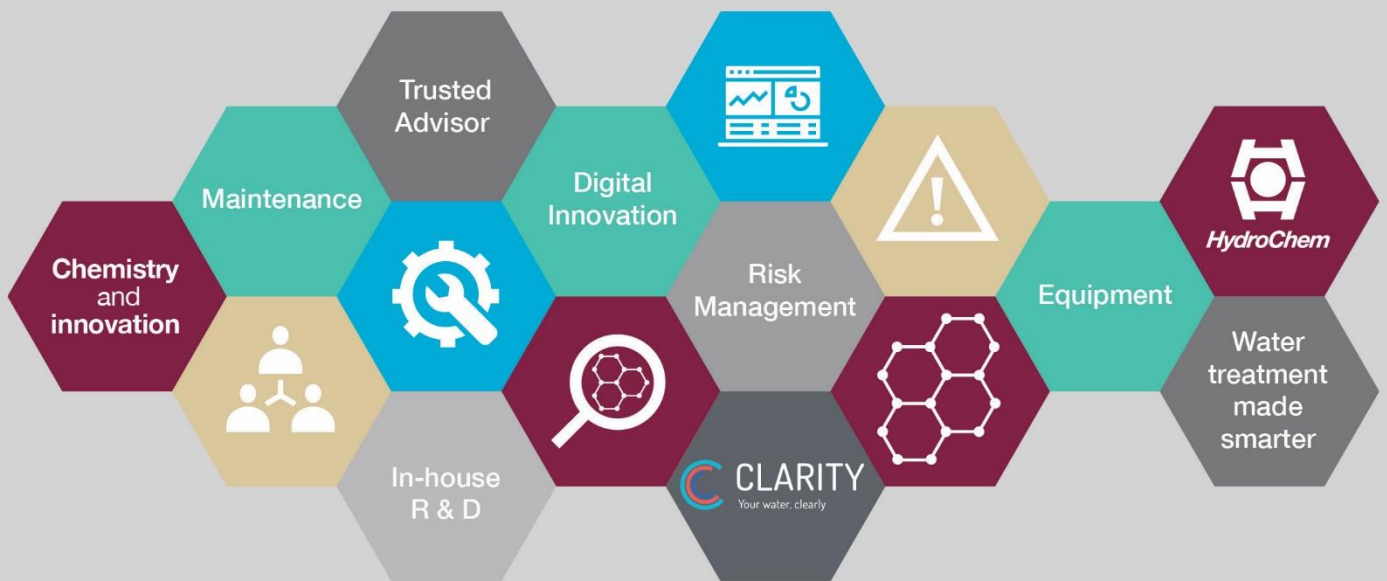 Trusted
Advisor
Maintenance
Digital
Innovation
HydroChem
Chemistry
and
innovation
Risk
Management
Equipment
Water
treatment
made
smarter
In-house
R & D
CLARITY
Your water, clearly